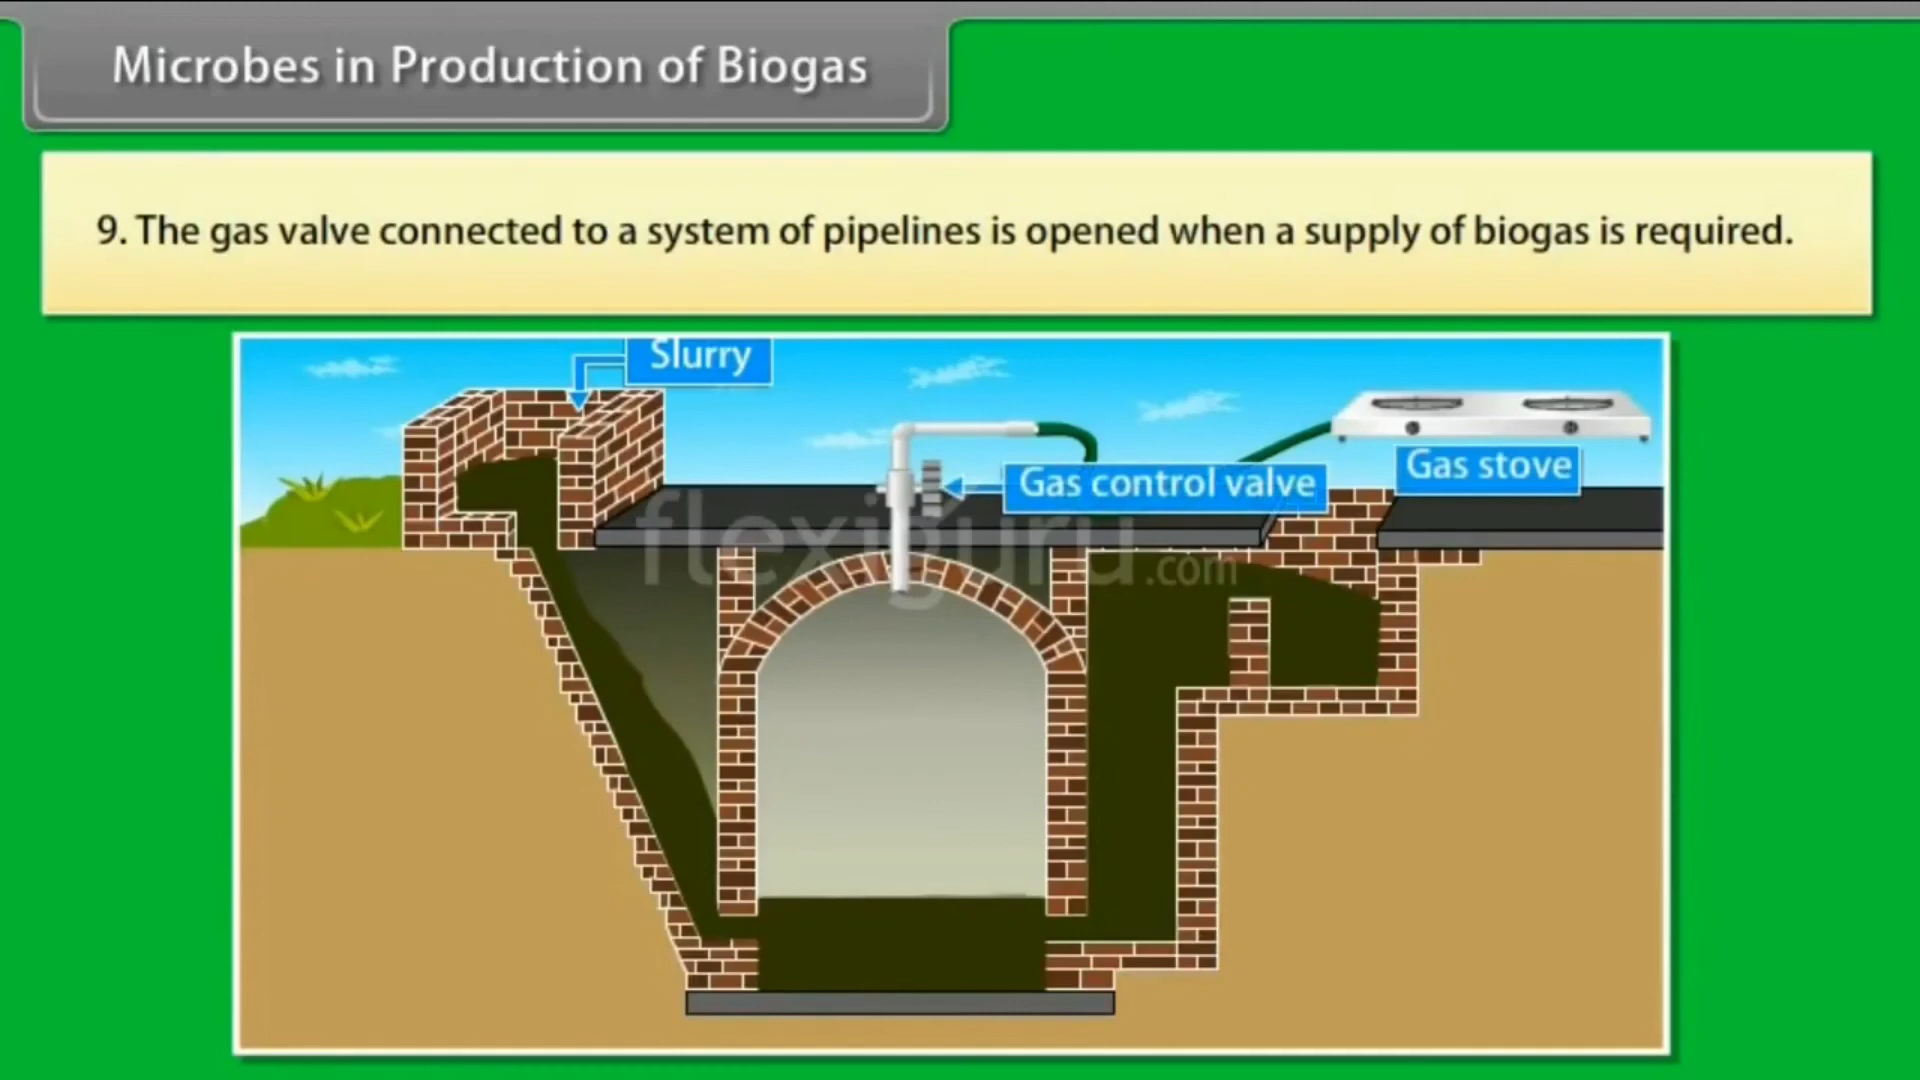 Microbes in Production of Biogas
9. The gas valve connected to a system of pipelines is opened when a supply of biogas is required.
Slurry
Gas control valve
Gas stove
flexiguru.com